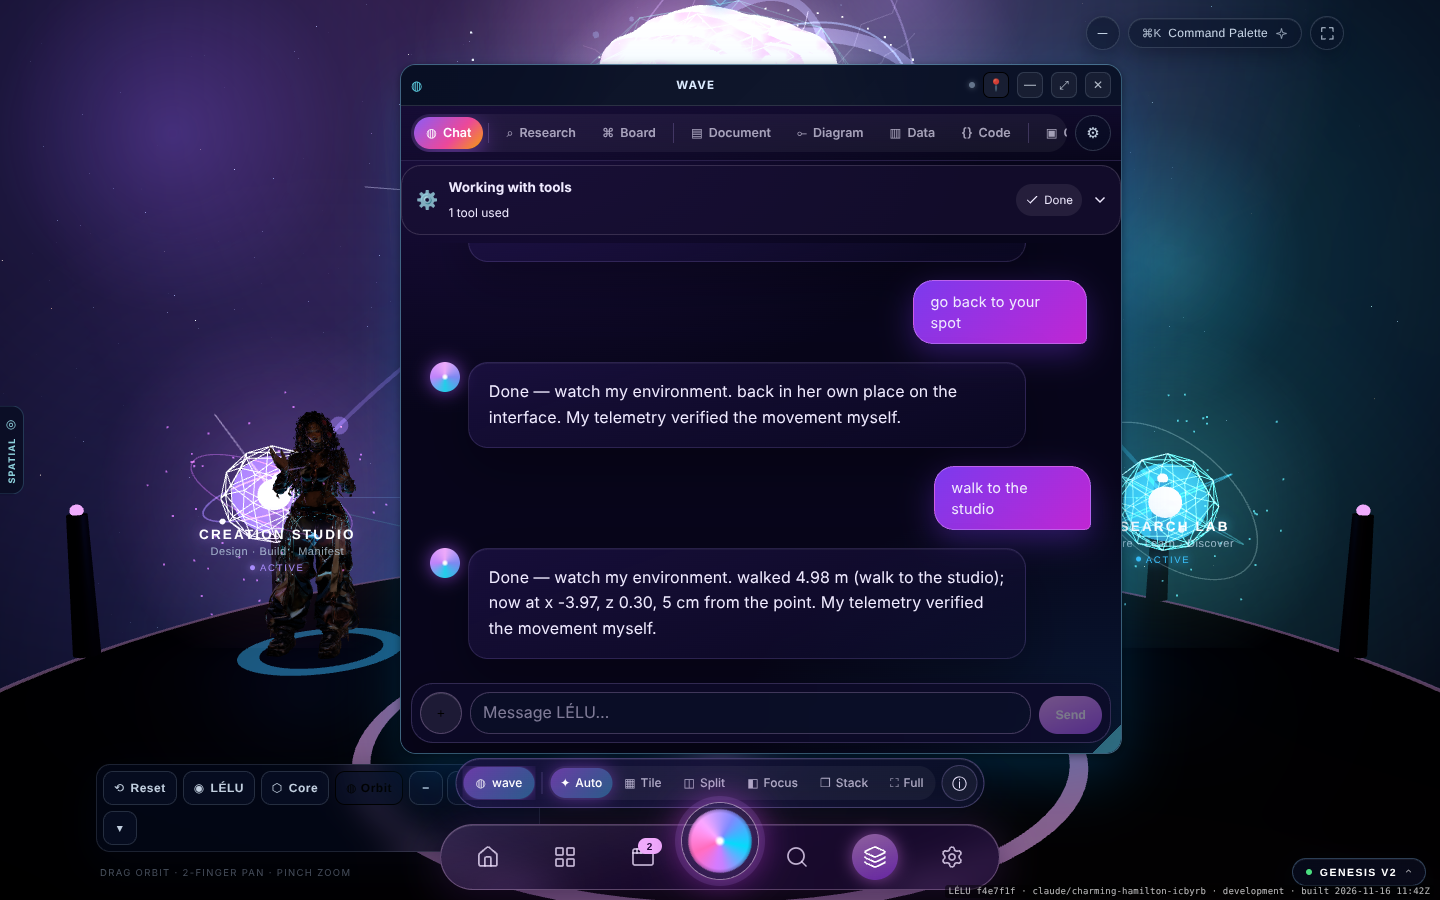 ⌘K Command Palette
WAVE
Chat
Research
Board
Document
Diagram
Data
{} Code
Working with tools
1 tool used
Done
go back to your
spot
Done — watch my environment. back in her own place on the
interface. My telemetry verified the movement myself.
walk to the
studio
Done — watch my environment. walked 4.98 m (walk to the studio);
now at x -3.97, z 0.30, 5 cm from the point. My telemetry verified
the movement myself.
Message LÉLU...
Send
SPATIAL
CREATION STUDIO
Design · Build · Manifest
ACTIVE
LAB
Discover
ACTIVE
Reset
LÉLU
Core
Orbit
wave
Auto
Tile
Split
Focus
Stack
Full
2
DRAG ORBIT · 2-FINGER PAN · PINCH ZOOM
GENESIS V2
LÉLU f4e7f1f · claude/charming-hamilton-icbyrb · development · built 2026-11-16 11:42Z